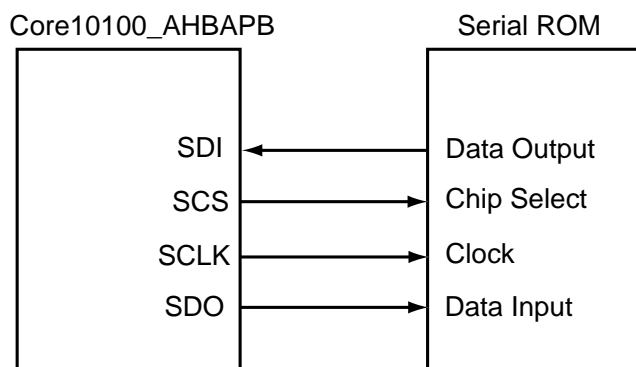 Core10100_AHBAPB Serial ROM
SDI Data Output
SCS Chip Select
SCLK Clock
SDO Data Input